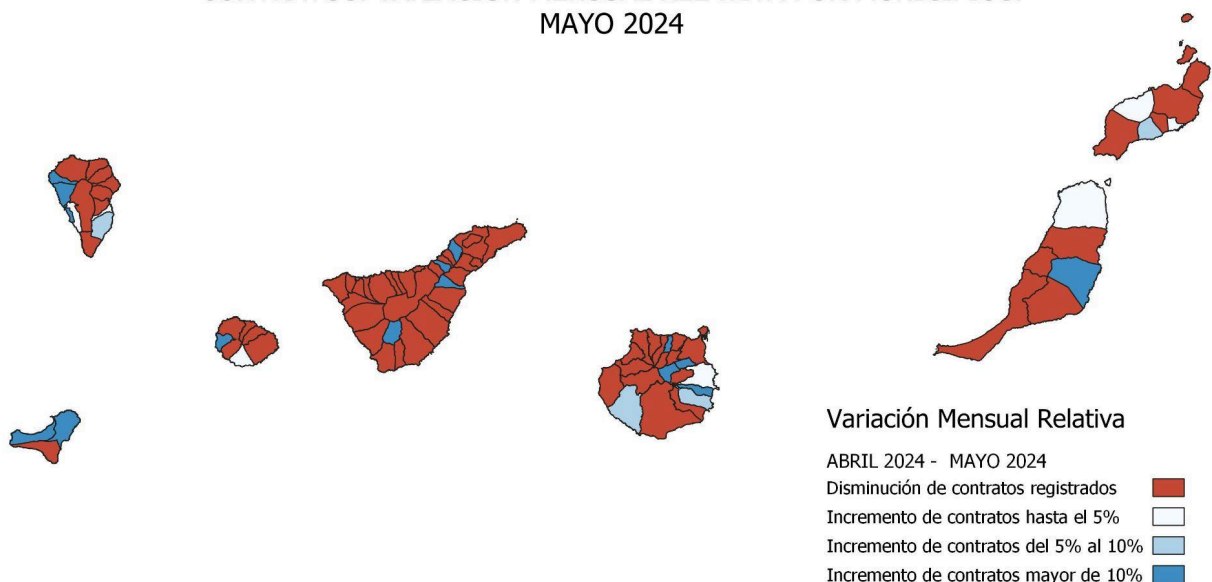 MAYO 2024
Variación Mensual Relativa
ABRIL 2024 - MAYO 2024
Disminución de contratos registrados
Incremento de contratos hasta el 5%
Incremento de contratos del 5% al 10%
Incremento de contratos mayor de 10%